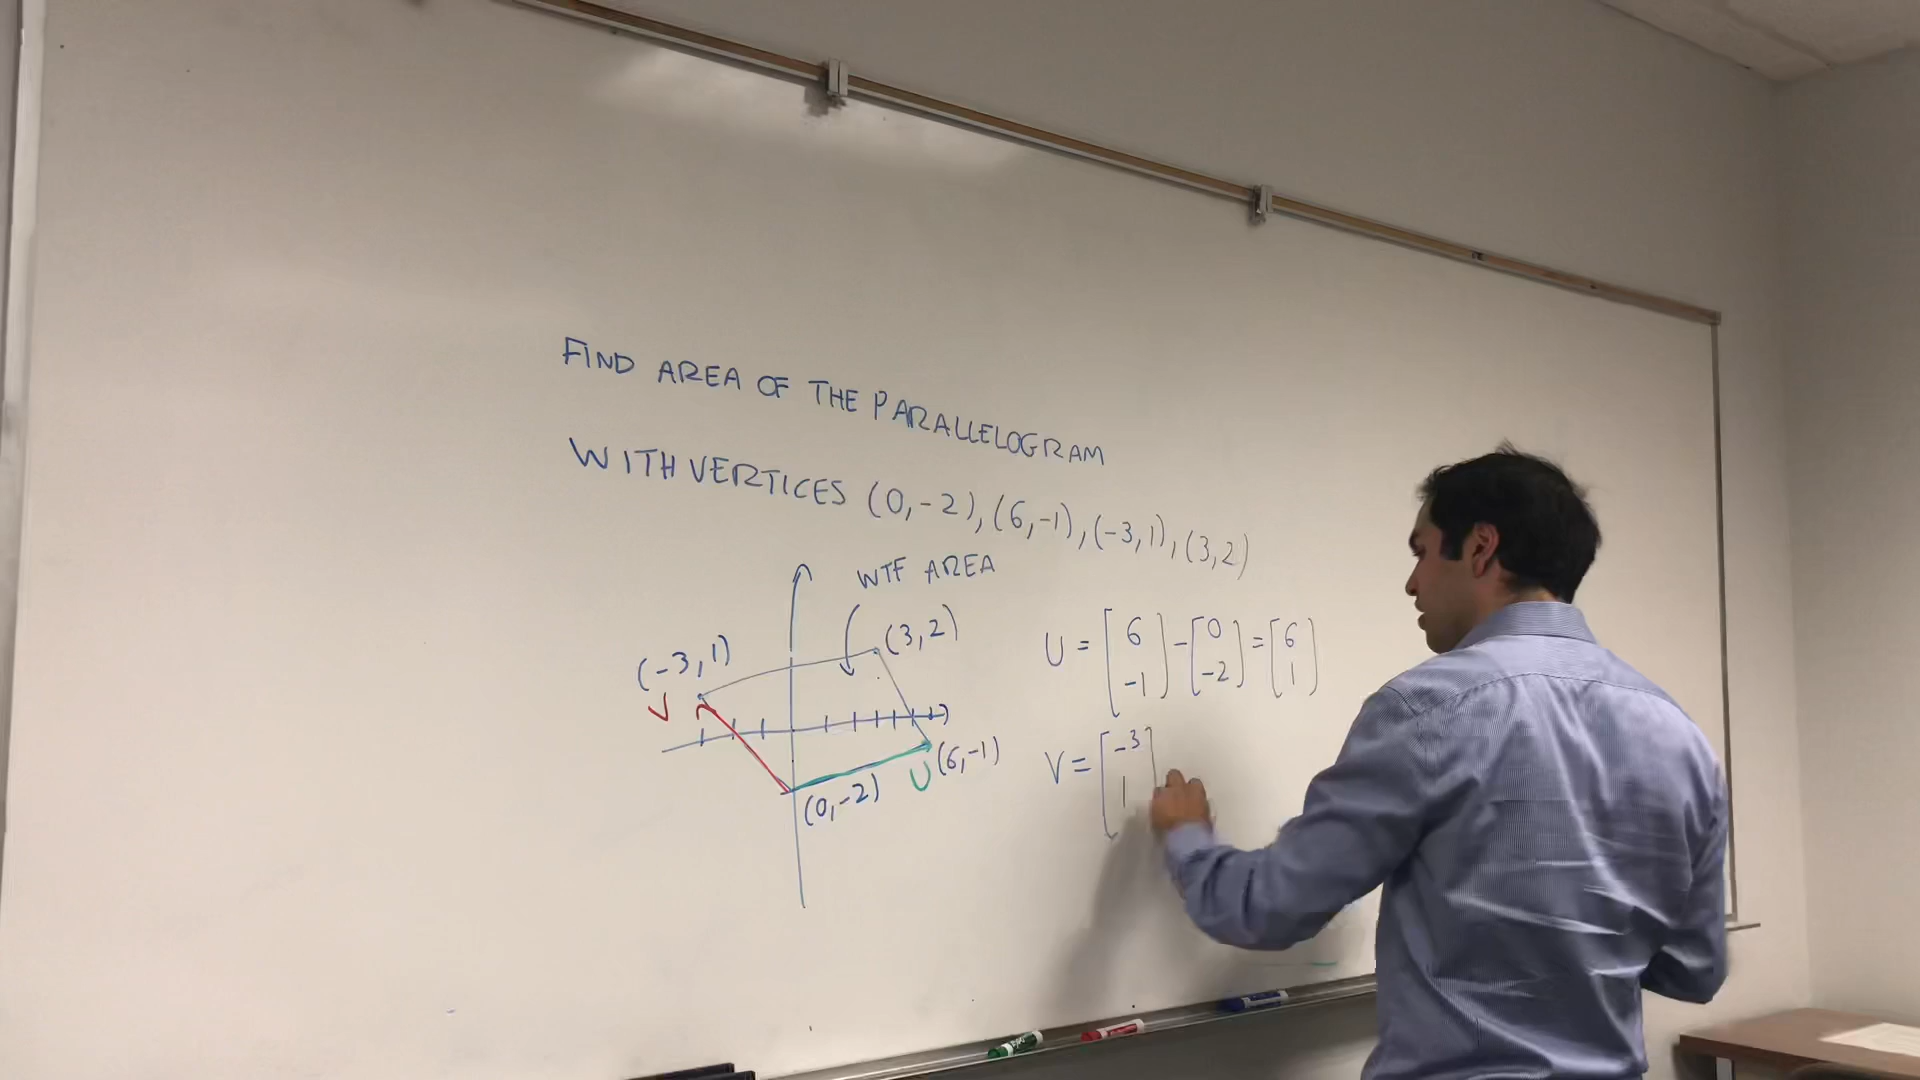 FIND AREA OF THE PARALLELOGRAM
WITH VERTICES (0,-2), (6,-1), (-3,1), (3,2)
WTF AREA
(3,2)
(-3,1)
V
(6,-1)
U
(0,-2)
U = [6 -1] - [0 -2] = [6 1]
V = [-3 1]